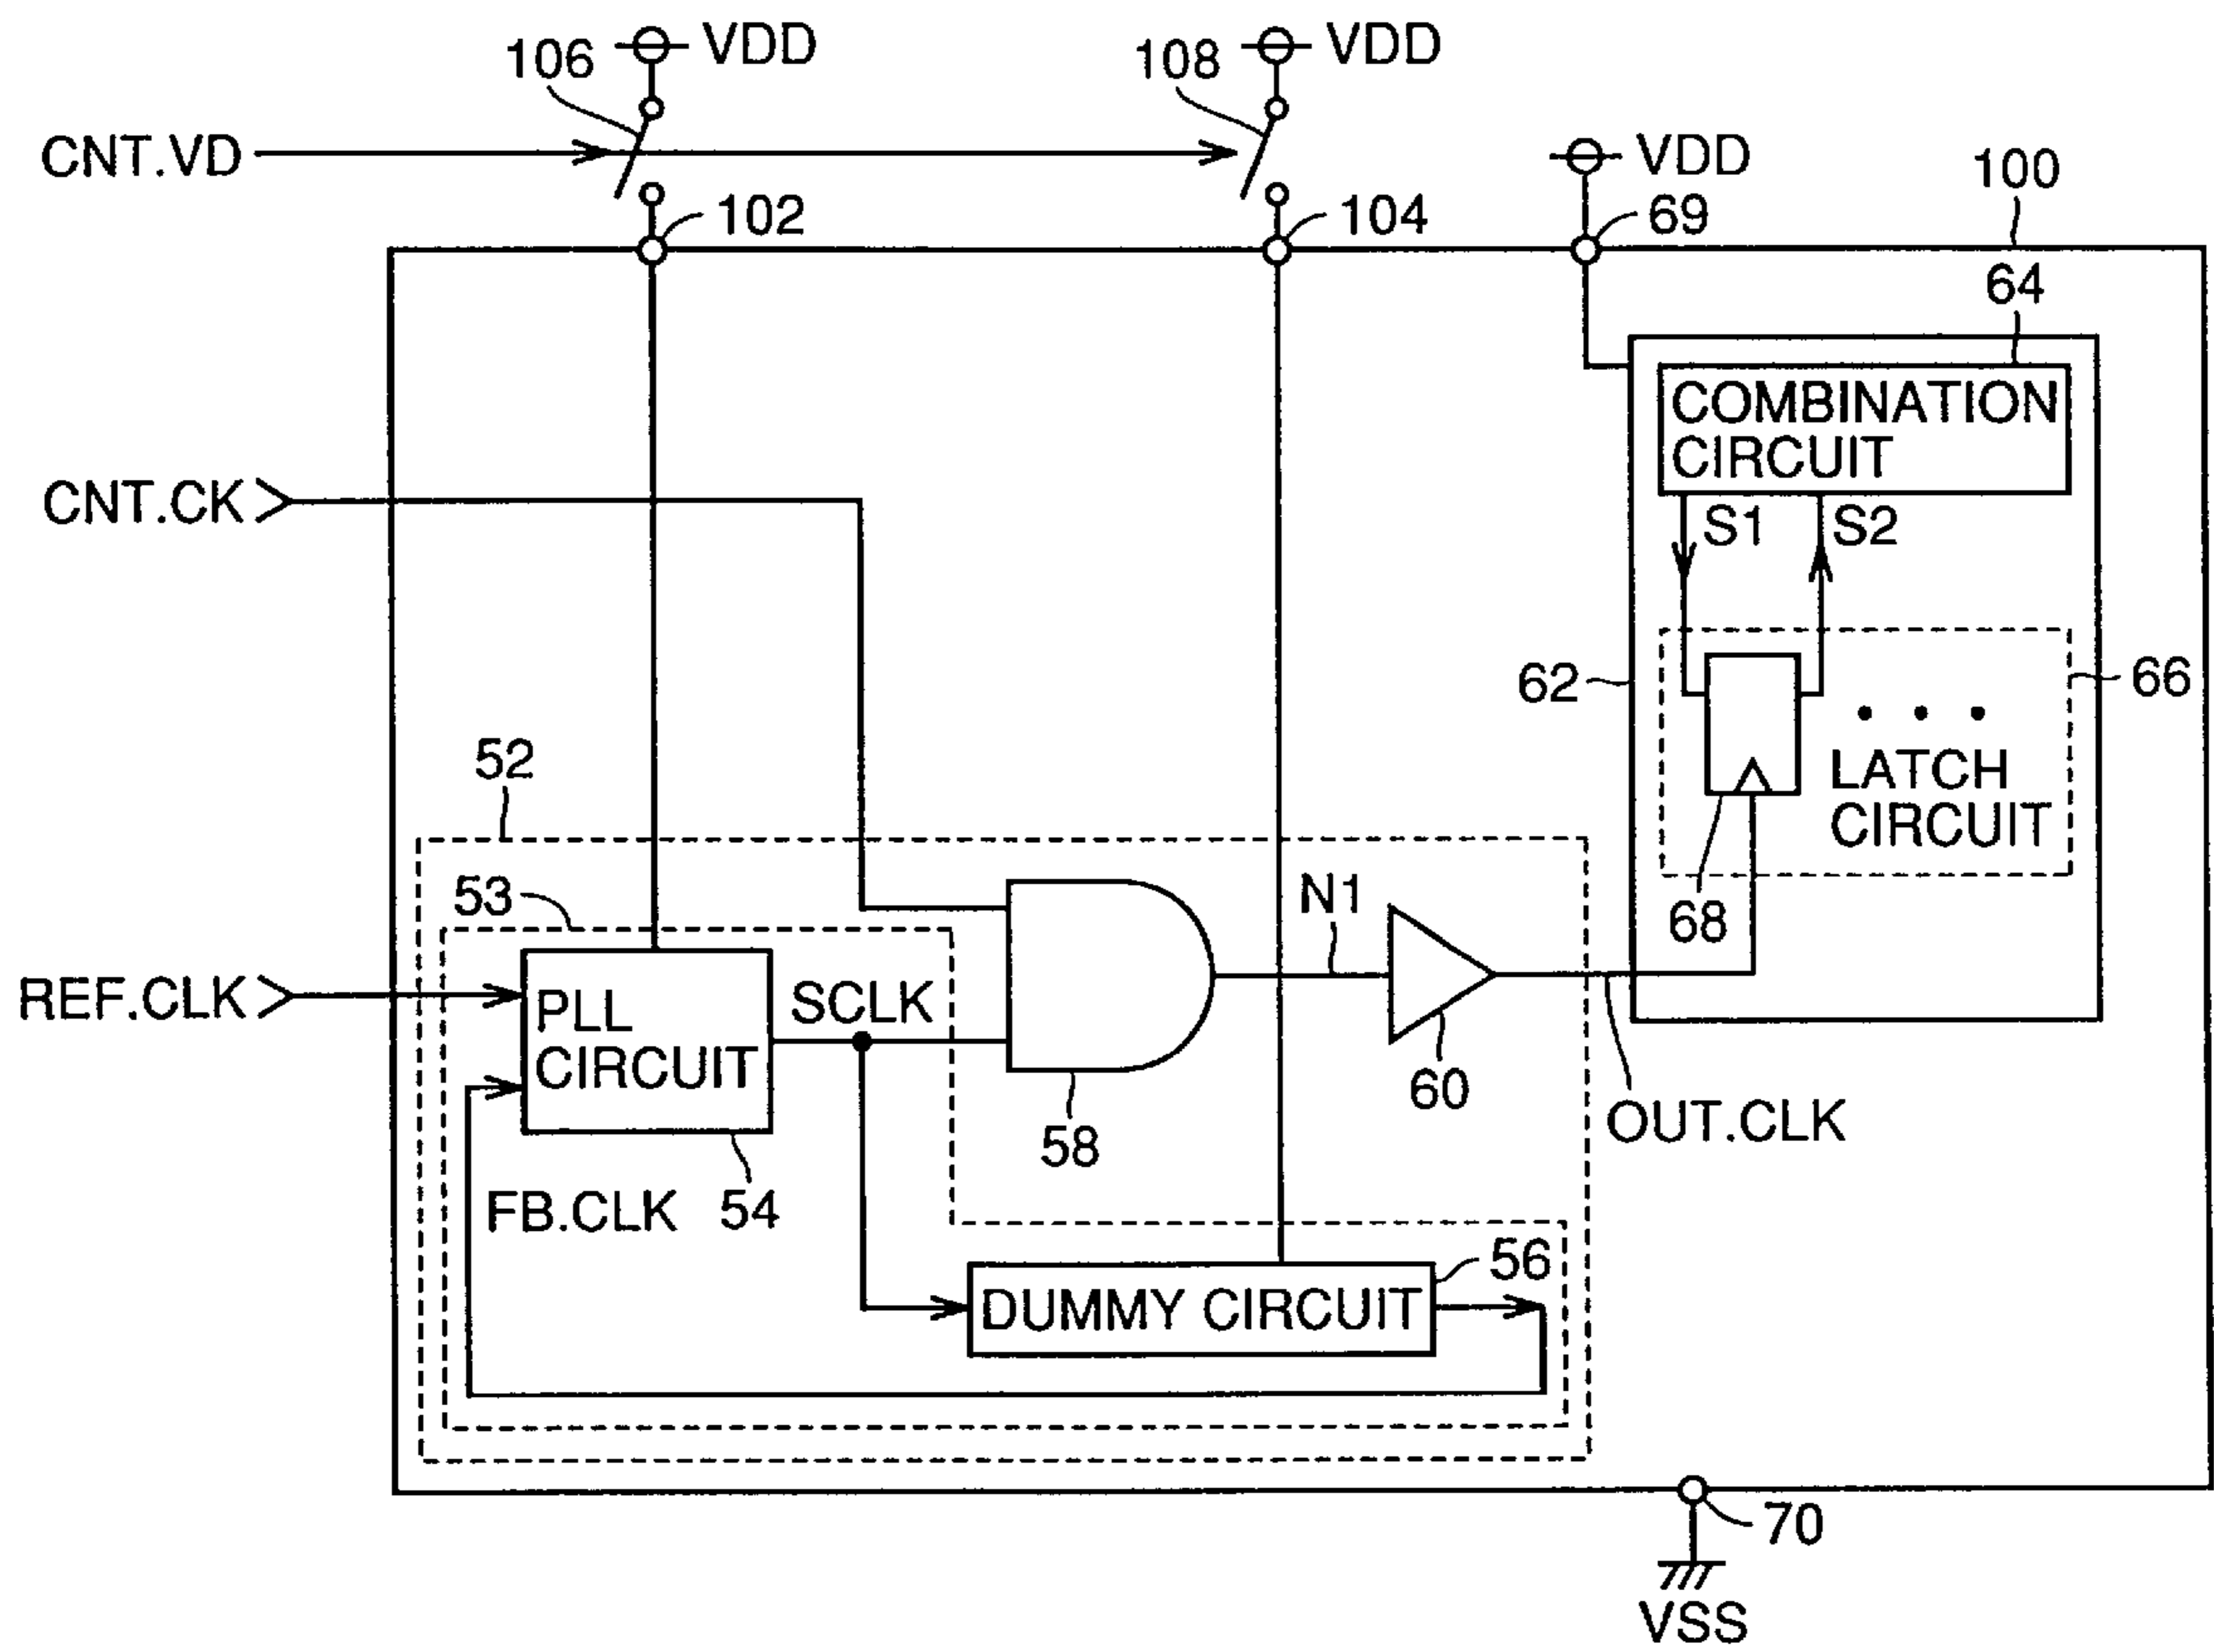 106
VDD
108
VDD
CNT.VD
VDD
100
102
104
69
64
COMBINATION
CIRCUIT
CNT.CK
S1
S2
62
66
52
LATCH
CIRCUIT
53
N1
68
REF.CLK
PLL
CIRCUIT
SCLK
60
58
OUT.CLK
FB.CLK
54
56
DUMMY CIRCUIT
70
VSS